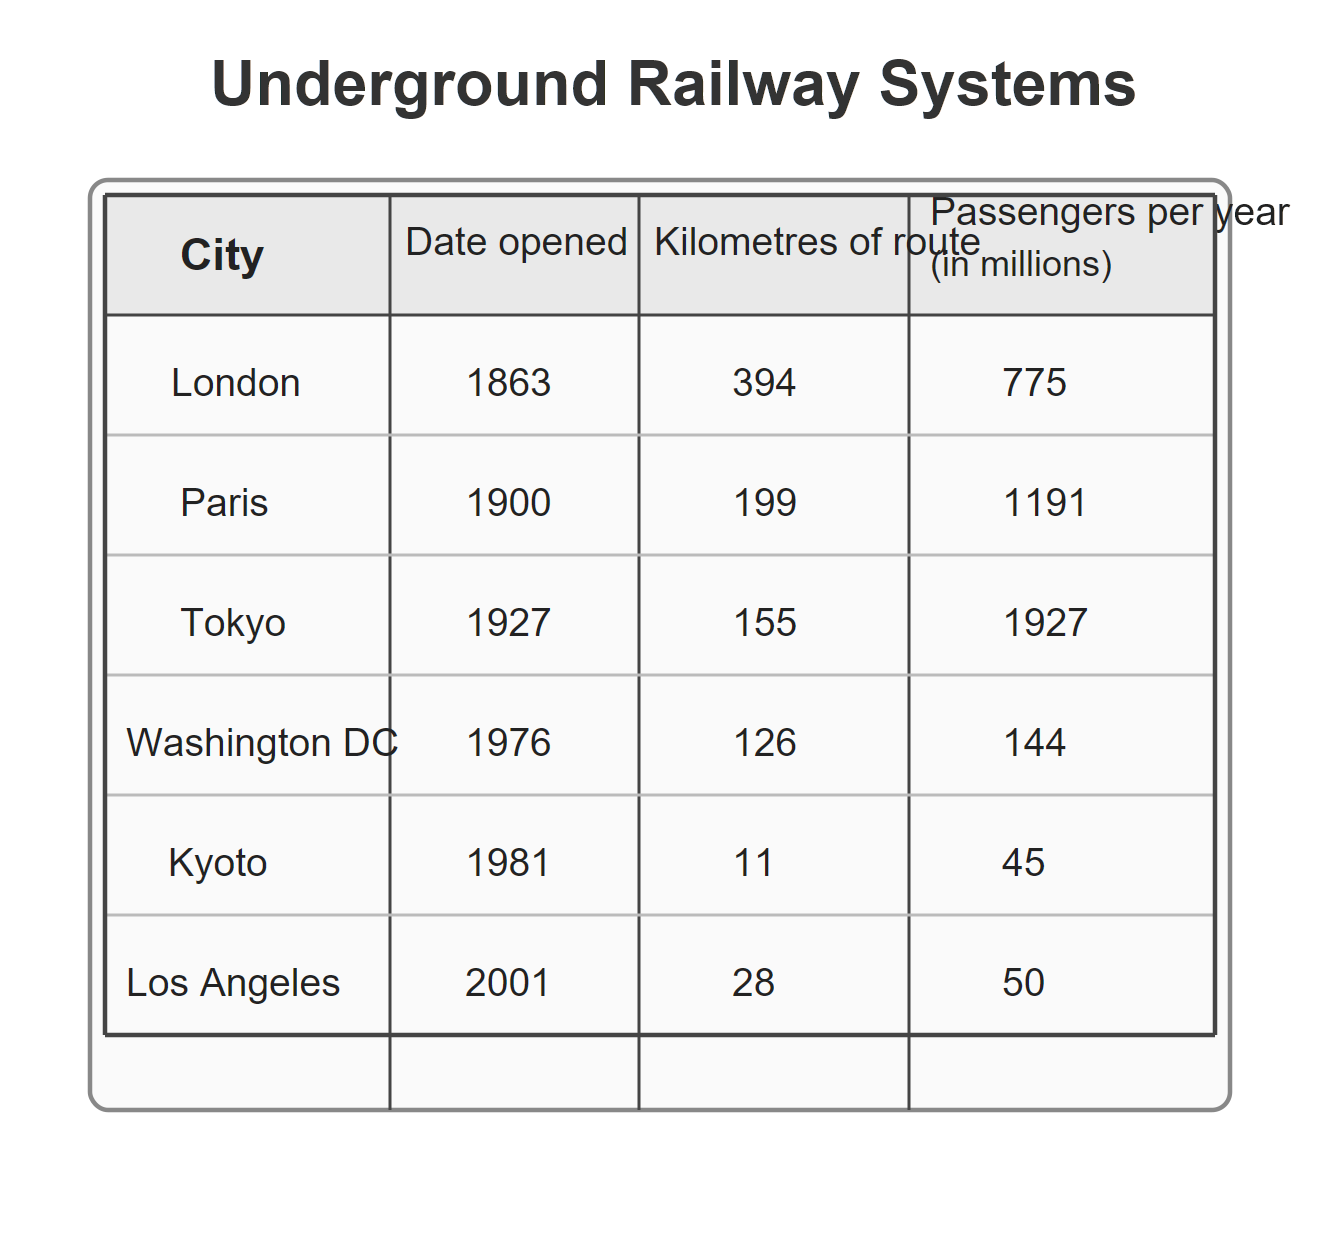 Underground Railway Systems
City Date opened Kilometres of route Passengers per year
(in millions)
London 1863 394 775
Paris 1900 199 1191
Tokyo 1927 155 1927
Washington DC 1976 126 144
Kyoto 1981 11 45
Los Angeles 2001 28 50